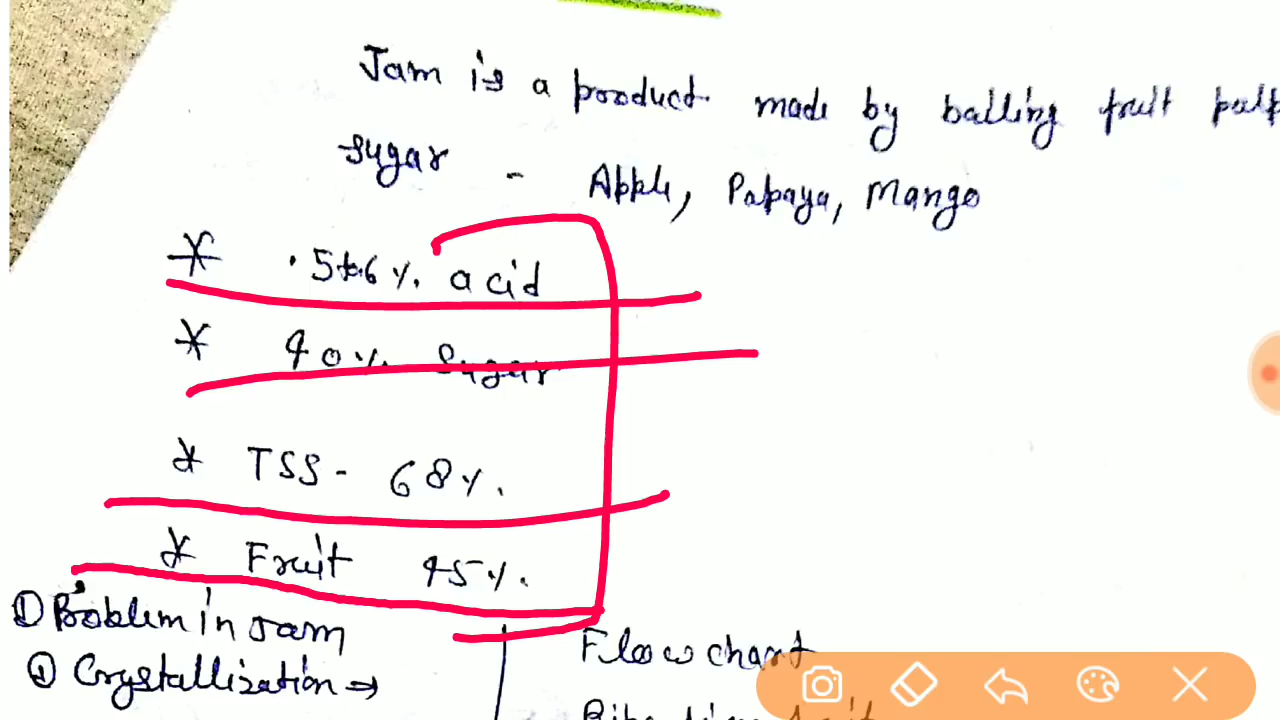 Jam is a product made by boiling fruit pulp
sugar - Apple, Papaya, Mango
* .5 to 6% acid
* 40% Sugar
* TSS - 68%.
* Fruit 45%.
① Problem in Jam
① Crystallization →
Flow chart